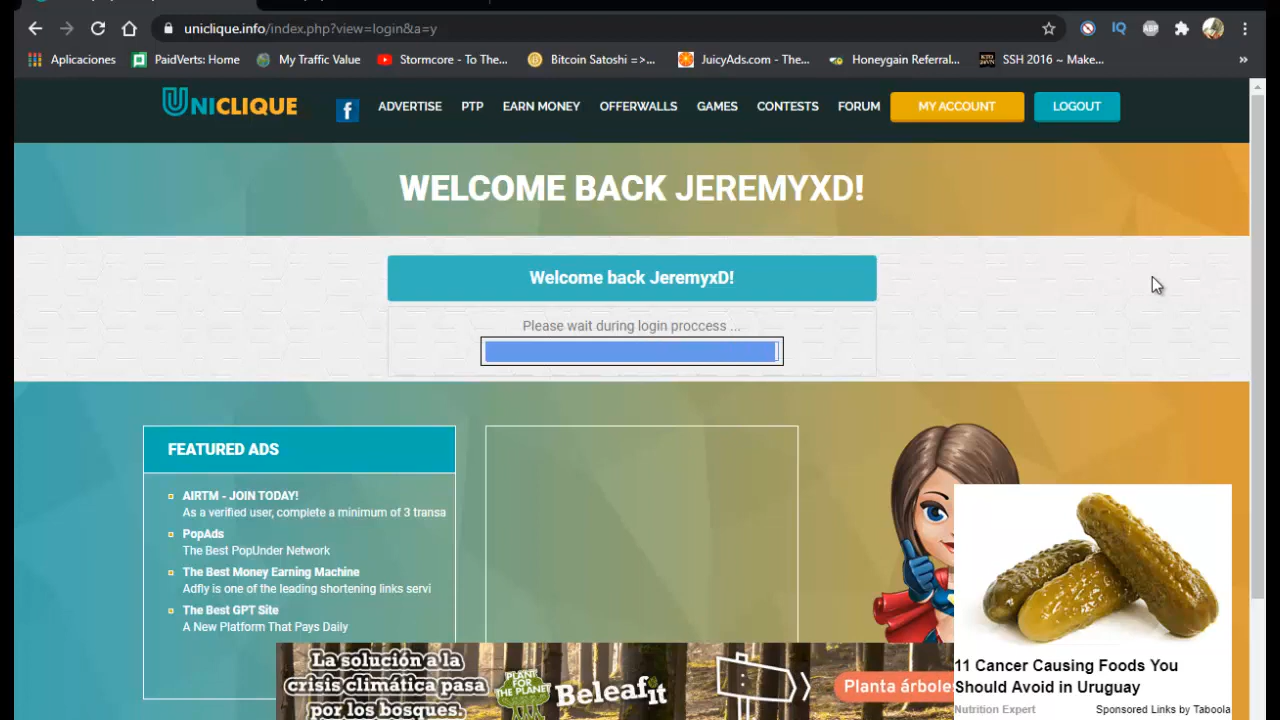 uniclique.info/index.php?view=login&a=y
IQ
ABP
Aplicaciones
PaidVerts: Home
My Traffic Value
Stormcore - To The...
Bitcoin Satoshi =>...
JuicyAds.com - The...
Honeygain Referral...
SSH 2016 ~ Make...
»
UNICLIQUE
f
ADVERTISE
PTP
EARN MONEY
OFFERWALLS
GAMES
CONTESTS
FORUM
MY ACCOUNT
LOGOUT
WELCOME BACK JEREMYXD!
Welcome back JeremyxD!
Please wait during login proccess ...
FEATURED ADS
AIRTM - JOIN TODAY!
As a verified user, complete a minimum of 3 transa
PopAds
The Best PopUnder Network
The Best Money Earning Machine
Adfly is one of the leading shortening links servi
The Best GPT Site
A New Platform That Pays Daily
La solución a la
crisis climática pasa
por los bosques.
PLANT
FOR THE
PLANET
Beleafit
Planta árbole
11 Cancer Causing Foods You
Should Avoid in Uruguay
Nutrition Expert
Sponsored Links by Taboola